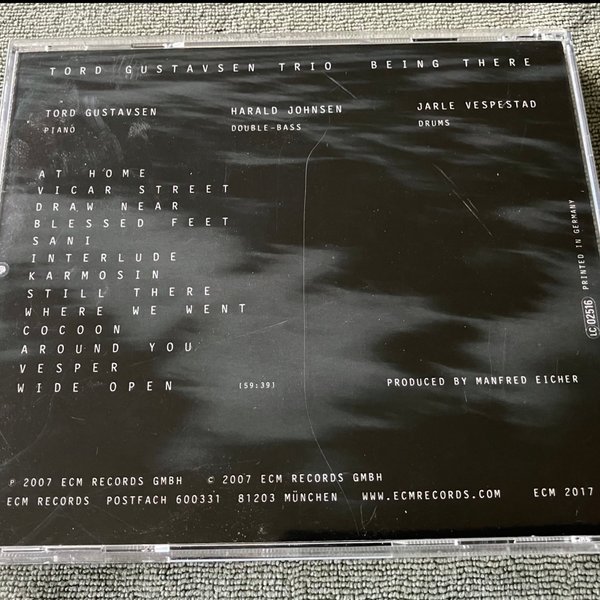 TORD GUSTAVSEN TRIO BEING THERE
TORD GUSTAVSEN
PIANO
HARALD JOHNSEN
DOUBLE-BASS
JARLE VESPESTAD
DRUMS
AT HOME
VICAR STREET
DRAW NEAR
BLESSED FEET
SANI
INTERLUDE
KARMOSIN
STILL THERE
WHERE WE WENT
COCOON
AROUND YOU
VESPER
WIDE OPEN
[59:39]
PRODUCED BY MANFRED EICHER
LC 02516 PRINTED IN GERMANY
℗ 2007 ECM RECORDS GMBH © 2007 ECM RECORDS GMBH
ECM RECORDS POSTFACH 600331 81203 MÜNCHEN WWW.ECMRECORDS.COM ECM 2017